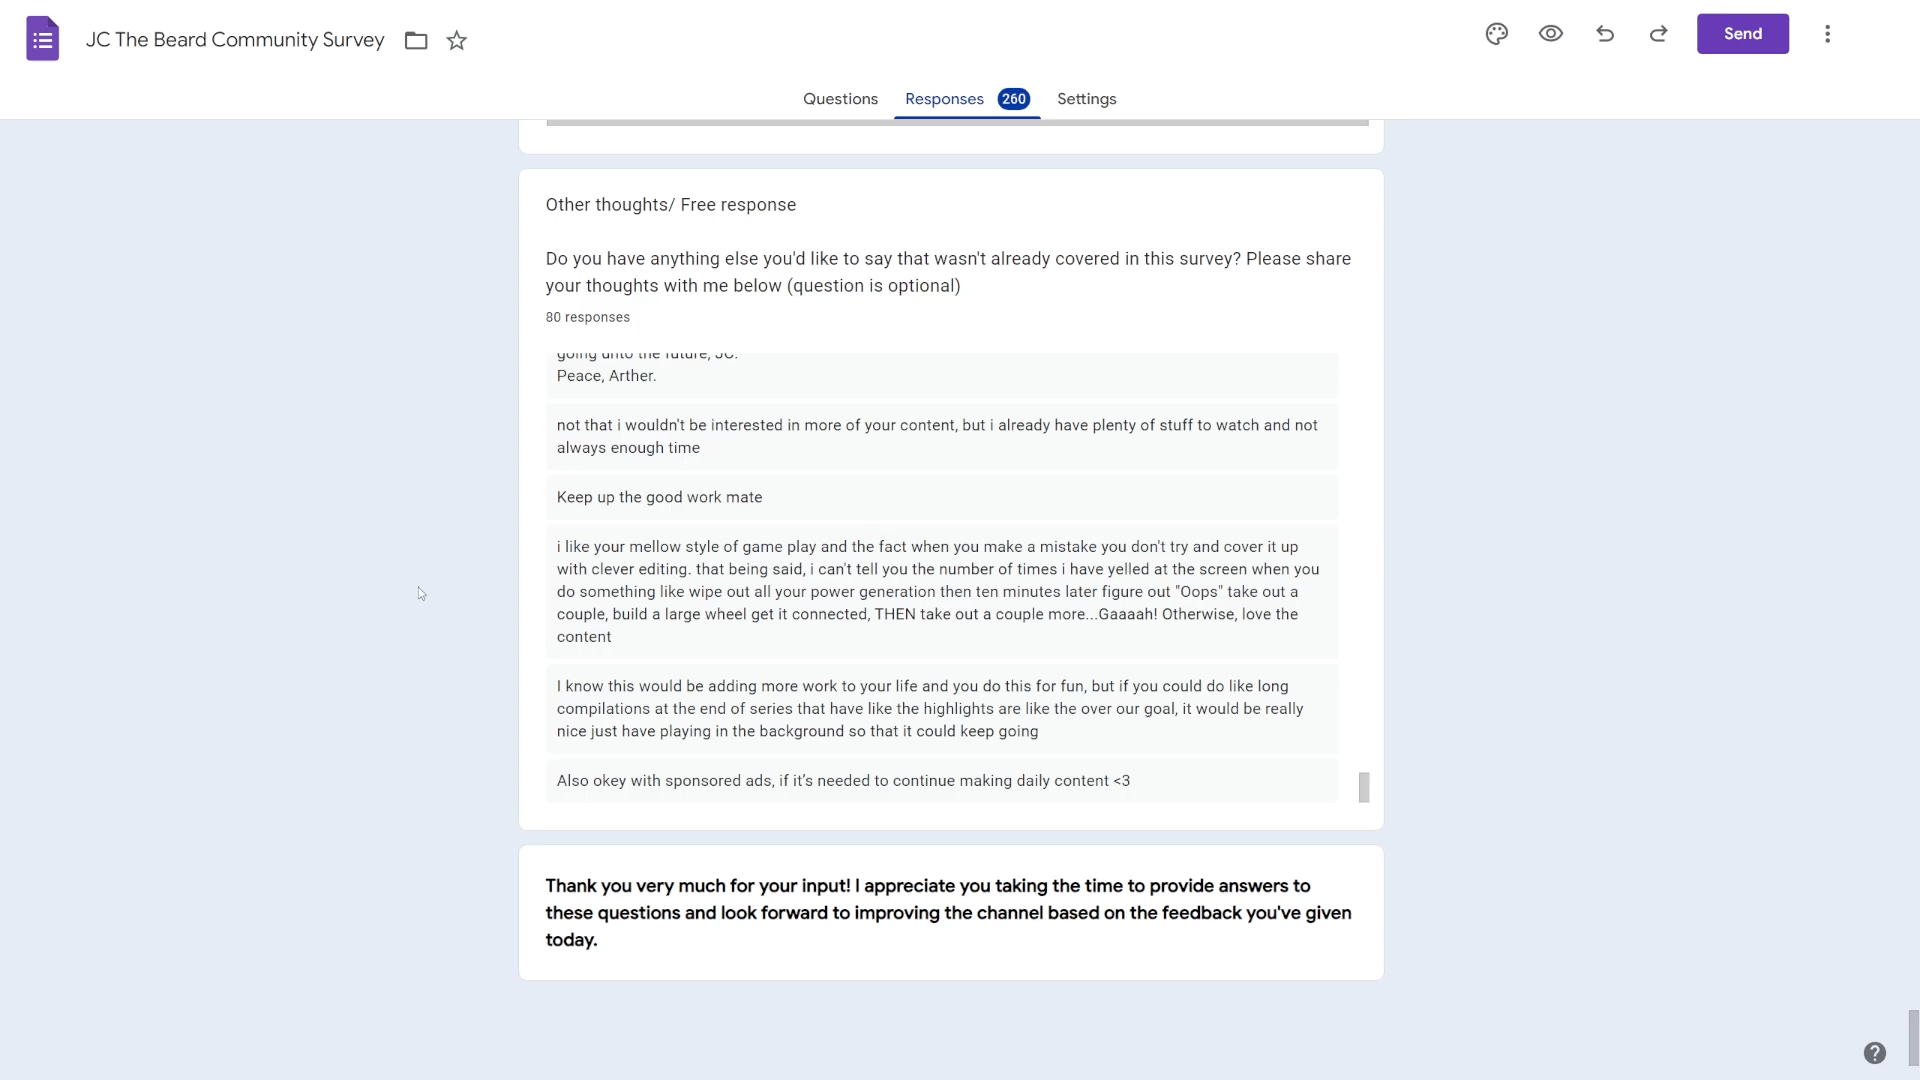 JC The Beard Community Survey
Send
Questions
Responses 260
Settings
Other thoughts/ Free response
Do you have anything else you'd like to say that wasn't already covered in this survey? Please share
your thoughts with me below (question is optional)
80 responses
going unto the future, JC.
Peace, Arther.
not that i wouldn't be interested in more of your content, but i already have plenty of stuff to watch and not
always enough time
Keep up the good work mate
i like your mellow style of game play and the fact when you make a mistake you don't try and cover it up
with clever editing. that being said, i can't tell you the number of times i have yelled at the screen when you
do something like wipe out all your power generation then ten minutes later figure out "Oops" take out a
couple, build a large wheel get it connected, THEN take out a couple more...Gaaaah! Otherwise, love the
content
I know this would be adding more work to your life and you do this for fun, but if you could do like long
compilations at the end of series that have like the highlights are like the over our goal, it would be really
nice just have playing in the background so that it could keep going
Also okey with sponsored ads, if it’s needed to continue making daily content <3
Thank you very much for your input! I appreciate you taking the time to provide answers to
these questions and look forward to improving the channel based on the feedback you've given
today.
?